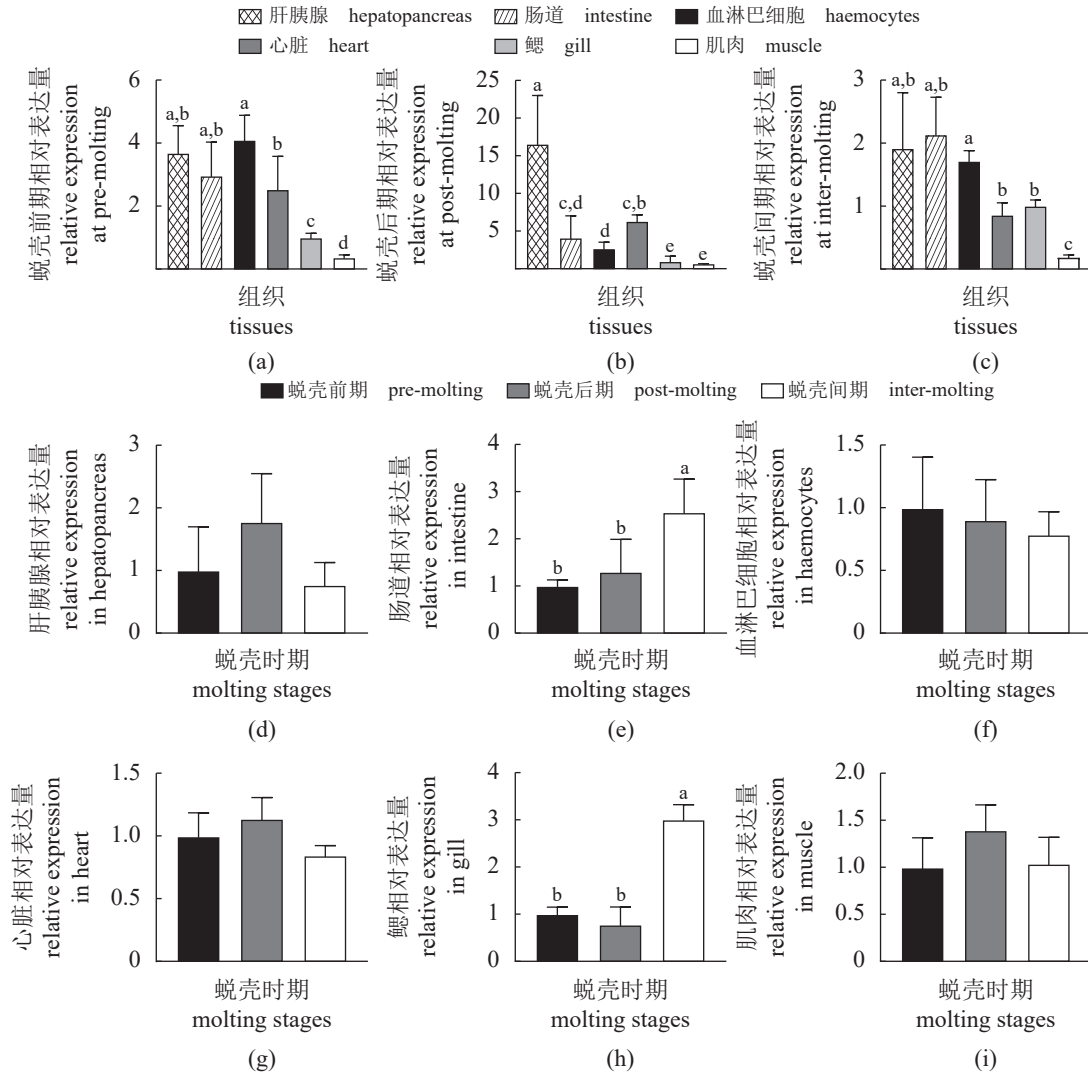 肝胰腺 hepatopancreas 肠道 intestine 血淋巴细胞 haemocytes
心脏 heart 鳃 gill 肌肉 muscle
蜕壳前期相对表达量
relative expression
at pre-molting
6
4
2
a,b
a,b
a
b
c
d
组织
tissues
(a)
蜕壳后期相对表达量
relative expression
at post-molting
25
20
15
10
5
a
c,d
d
c,b
e
e
组织
tissues
(b)
蜕壳间期相对表达量
relative expression
at inter-molting
3
2
1
0
a,b
a,b
a
b
b
c
组织
tissues
(c)
蜕壳前期 pre-molting 蜕壳后期 post-molting 蜕壳间期 inter-molting
肝胰腺相对表达量
relative expression
in hepatopancreas
3
2
1
0
蜕壳时期
molting stages
(d)
肠道相对表达量
relative expression
in intestine
4
3
2
1
0
b
b
a
蜕壳时期
molting stages
(e)
血淋巴细胞相对表达量
relative expression
in haemocytes
1.5
1.0
0.5
0
蜕壳时期
molting stages
(f)
心脏相对表达量
relative expression
in heart
1.5
1.0
0.5
0
蜕壳时期
molting stages
(g)
鳃相对表达量
relative expression
in gill
4
3
2
1
0
b
b
a
蜕壳时期
molting stages
(h)
肌肉相对表达量
relative expression
in muscle
2.0
1.5
1.0
0.5
0
蜕壳时期
molting stages
(i)